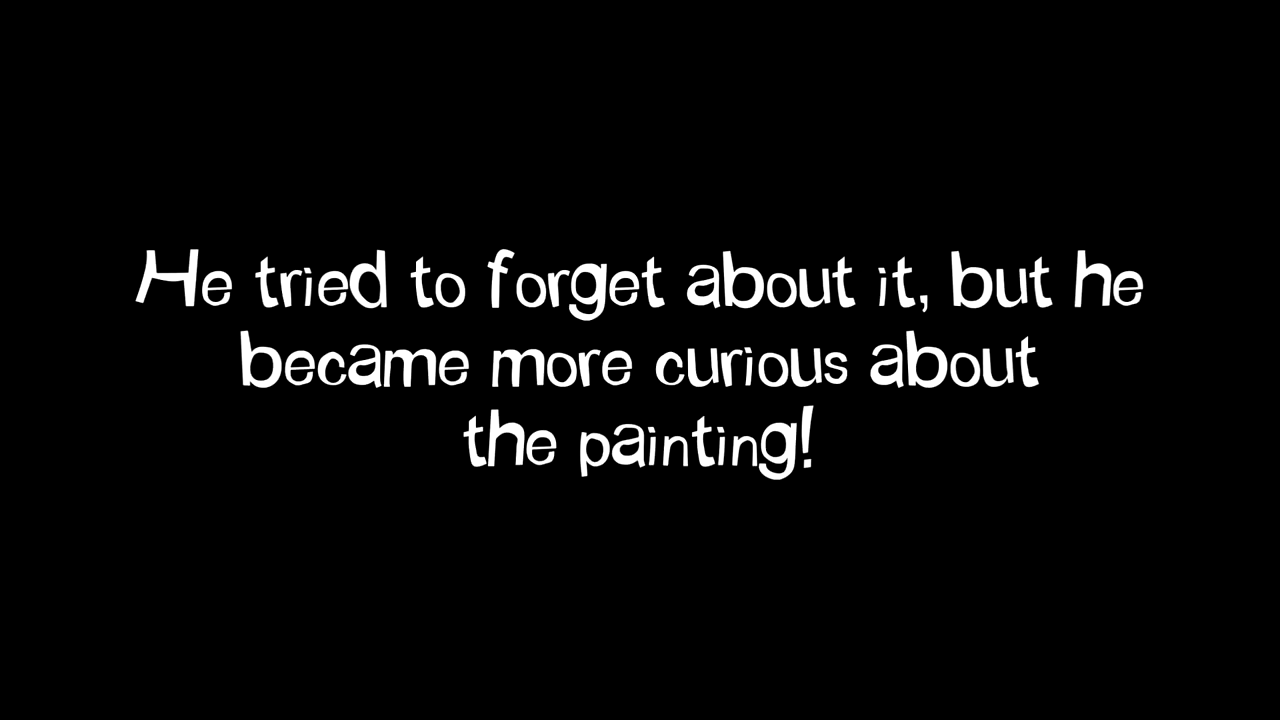 He tried to forget about it, but he
became more curious about
the painting!